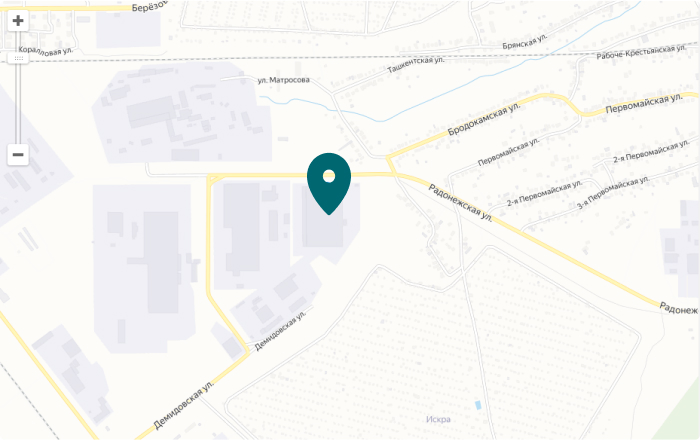 Берёзов
Коралловая ул.
Брянская ул.
Рабоче-Крестьянская ул.
Ташкентская ул.
ул. Матросова
Первомайская ул.
Бродокамская ул.
Первомайская ул.
2-я Первомайская ул.
2-я Первомайская ул.
3-я Первомайская ул.
Радонежская ул.
Радонеж
Демидовская ул.
Демидовская ул.
Искра